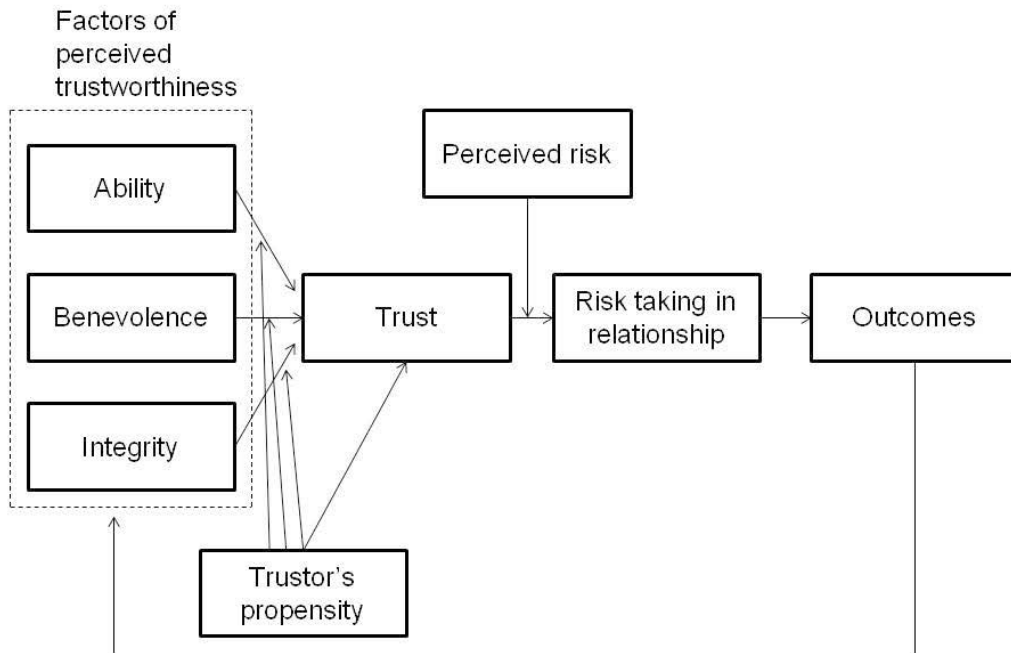 Factors of
perceived
trustworthiness
Perceived risk
Ability
Benevolence
Trust
Risk taking in
relationship
Outcomes
Integrity
Trustor’s
propensity